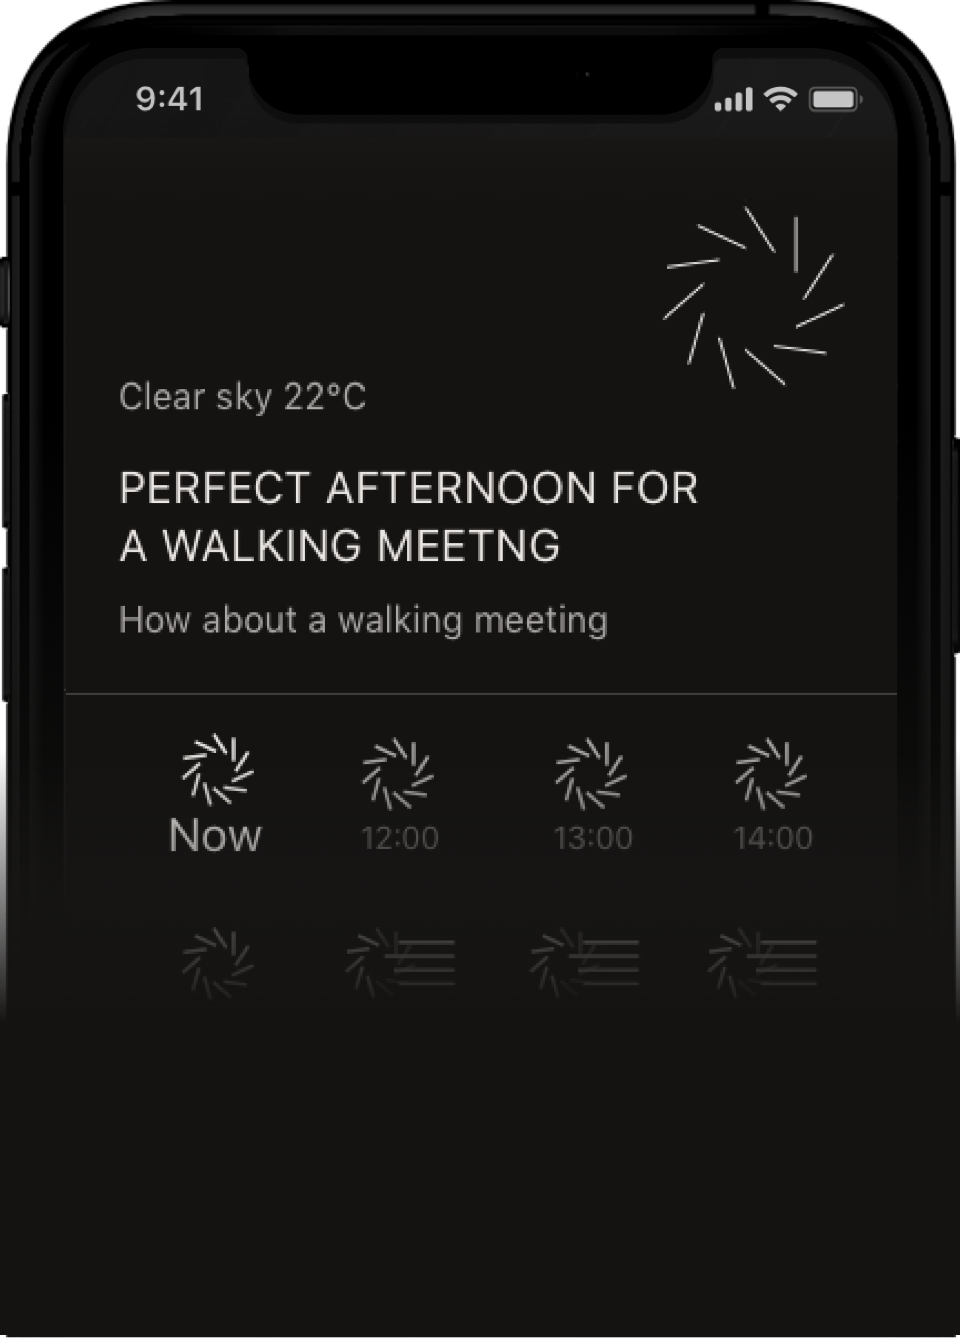 9:41
Clear sky 22°C
PERFECT AFTERNOON FOR
A WALKING MEETNG
How about a walking meeting
Now 12:00 13:00 14:00